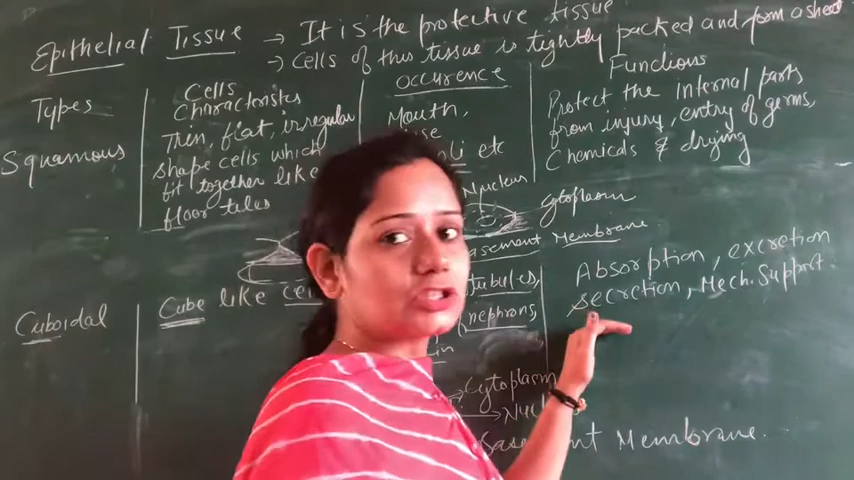 Epithelial Tissue → It is the protective tissue
→ Cells of this tissue is tightly packed and form a sheet
Types
Cells
Characteristics
occurence
Functions
Squamous
Thin, flat, irregular
shape cells which
fit together like
floor tiles
Mouth,
etc
Protect the Internal parts
from injury, entry of germs,
Chemicals & drying
Nucleus
Cytoplasm
Membrane
Cuboidal
Cube like
tubules,
nephrons,
Absorption, excretion
secretion, Mech. Support.
Cytoplasm
Membrane